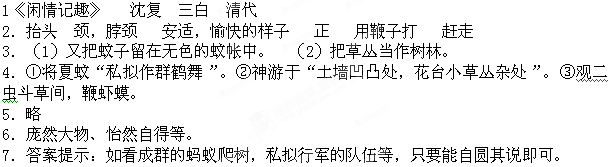 1《闲情记趣》 沈复 三白 清代
2. 抬头 颈，脖颈 安适，愉快的样子 正 用鞭子打 赶走
3.（1）又把蚊子留在无色的蚊帐中。 （2）把草丛当作树林。
4. ①将夏蚊“私拟作群鹤舞”。②神游于“土墙凹凸处，花台小草丛杂处”。③观二
虫斗草间，鞭虾蟆。
5. 略
6. 庞然大物、怡然自得等。
7. 答案提示：如看成群的蚂蚁爬树，私拟行军的队伍等，只要能自圆其说即可。